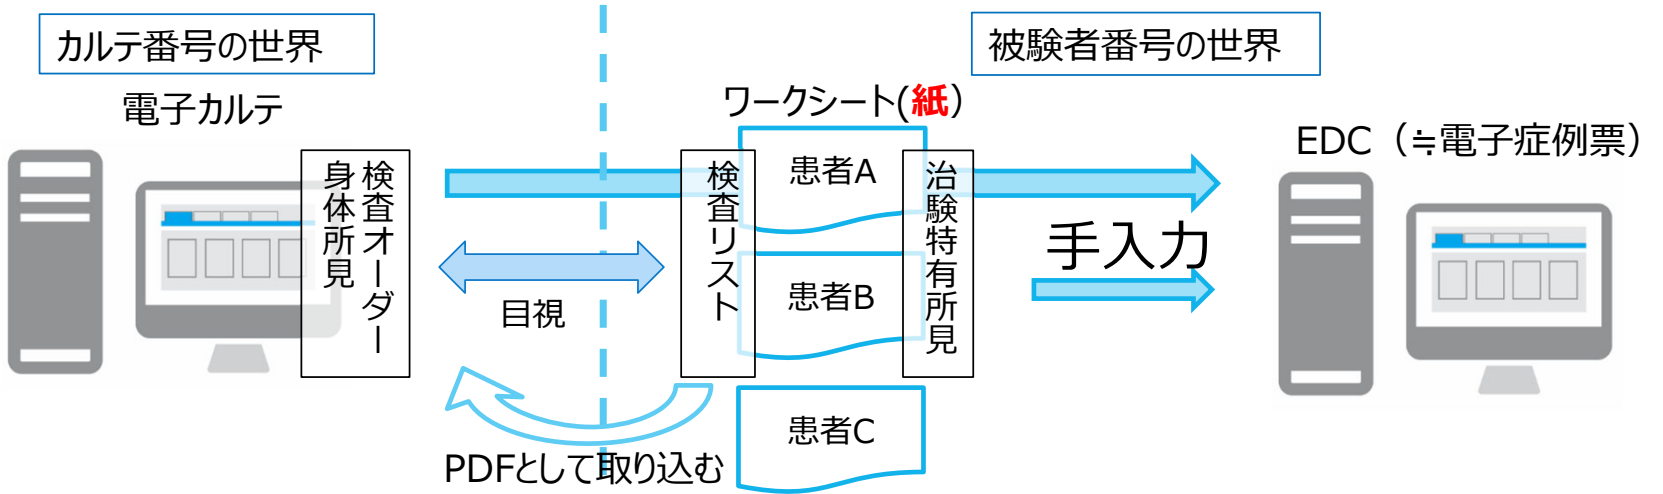 カルテ番号の世界
被験者番号の世界
電子カルテ
ワークシート(紙）
EDC（≒電子症例票）
検査オーダー
身体所見
検査リスト
患者A
治験特有所見
手入力
目視
患者B
患者C
PDFとして取り込む